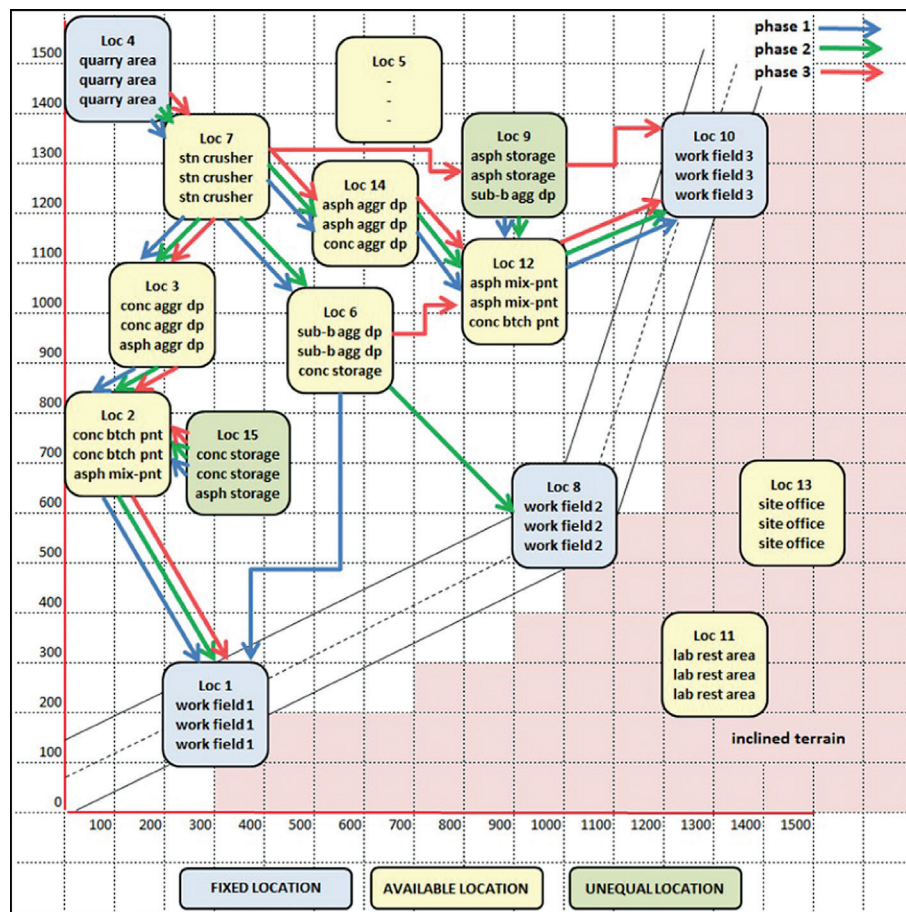 phase 1
phase 2
phase 3
1500
1400
1300
1200
1100
1000
900
800
700
600
500
400
300
200
100
0
Loc 4
quarry area
quarry area
quarry area
Loc 5
-
-
-
Loc 7
stn crusher
stn crusher
stn crusher
Loc 9
asph storage
asph storage
sub-b agg dp
Loc 10
work field 3
work field 3
work field 3
Loc 14
asph aggr dp
asph aggr dp
conc aggr dp
Loc 12
asph mix-pnt
asph mix-pnt
conc btch pnt
Loc 3
conc aggr dp
conc aggr dp
asph aggr dp
Loc 6
sub-b agg dp
sub-b agg dp
conc storage
Loc 2
conc btch pnt
conc btch pnt
asph mix-pnt
Loc 15
conc storage
conc storage
asph storage
Loc 8
work field 2
work field 2
work field 2
Loc 13
site office
site office
site office
Loc 11
lab rest area
lab rest area
lab rest area
Loc 1
work field 1
work field 1
work field 1
inclined terrain
100 200 300 400 500 600 700 800 900 1000 1100 1200 1300 1400 1500
FIXED LOCATION
AVAILABLE LOCATION
UNEQUAL LOCATION